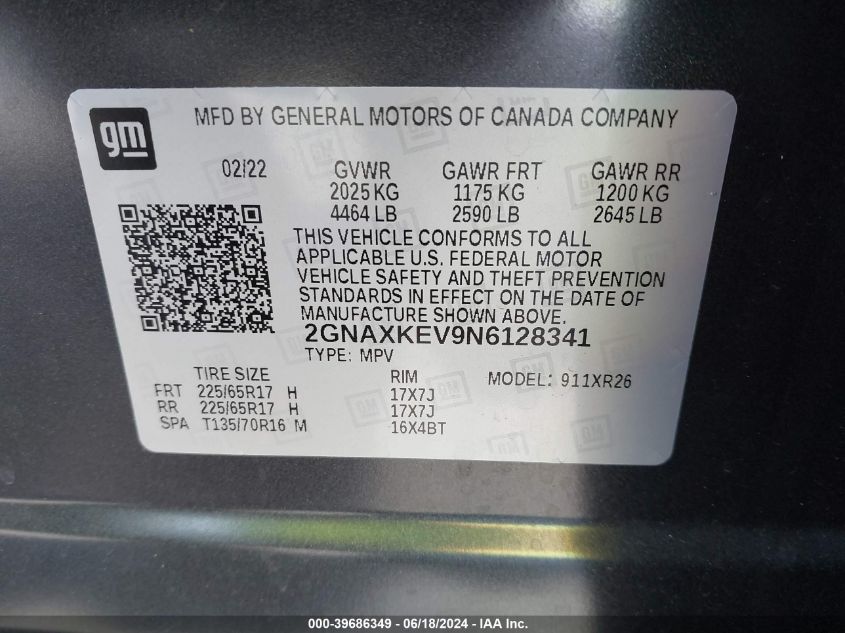 gm
MFD BY GENERAL MOTORS OF CANADA COMPANY
02/22 GVWR GAWR FRT GAWR RR
2025 KG 1175 KG 1200 KG
4464 LB 2590 LB 2645 LB
THIS VEHICLE CONFORMS TO ALL
APPLICABLE U.S. FEDERAL MOTOR
VEHICLE SAFETY AND THEFT PREVENTION
STANDARDS IN EFFECT ON THE DATE OF
MANUFACTURE SHOWN ABOVE.
2GNAXKEV9N6128341
TYPE: MPV
TIRE SIZE RIM MODEL: 911XR26
FRT 225/65R17 H 17X7J
RR 225/65R17 H 17X7J
SPA T135/70R16 M 16X4BT
000-39686349 - 06/18/2024 - IAA Inc.